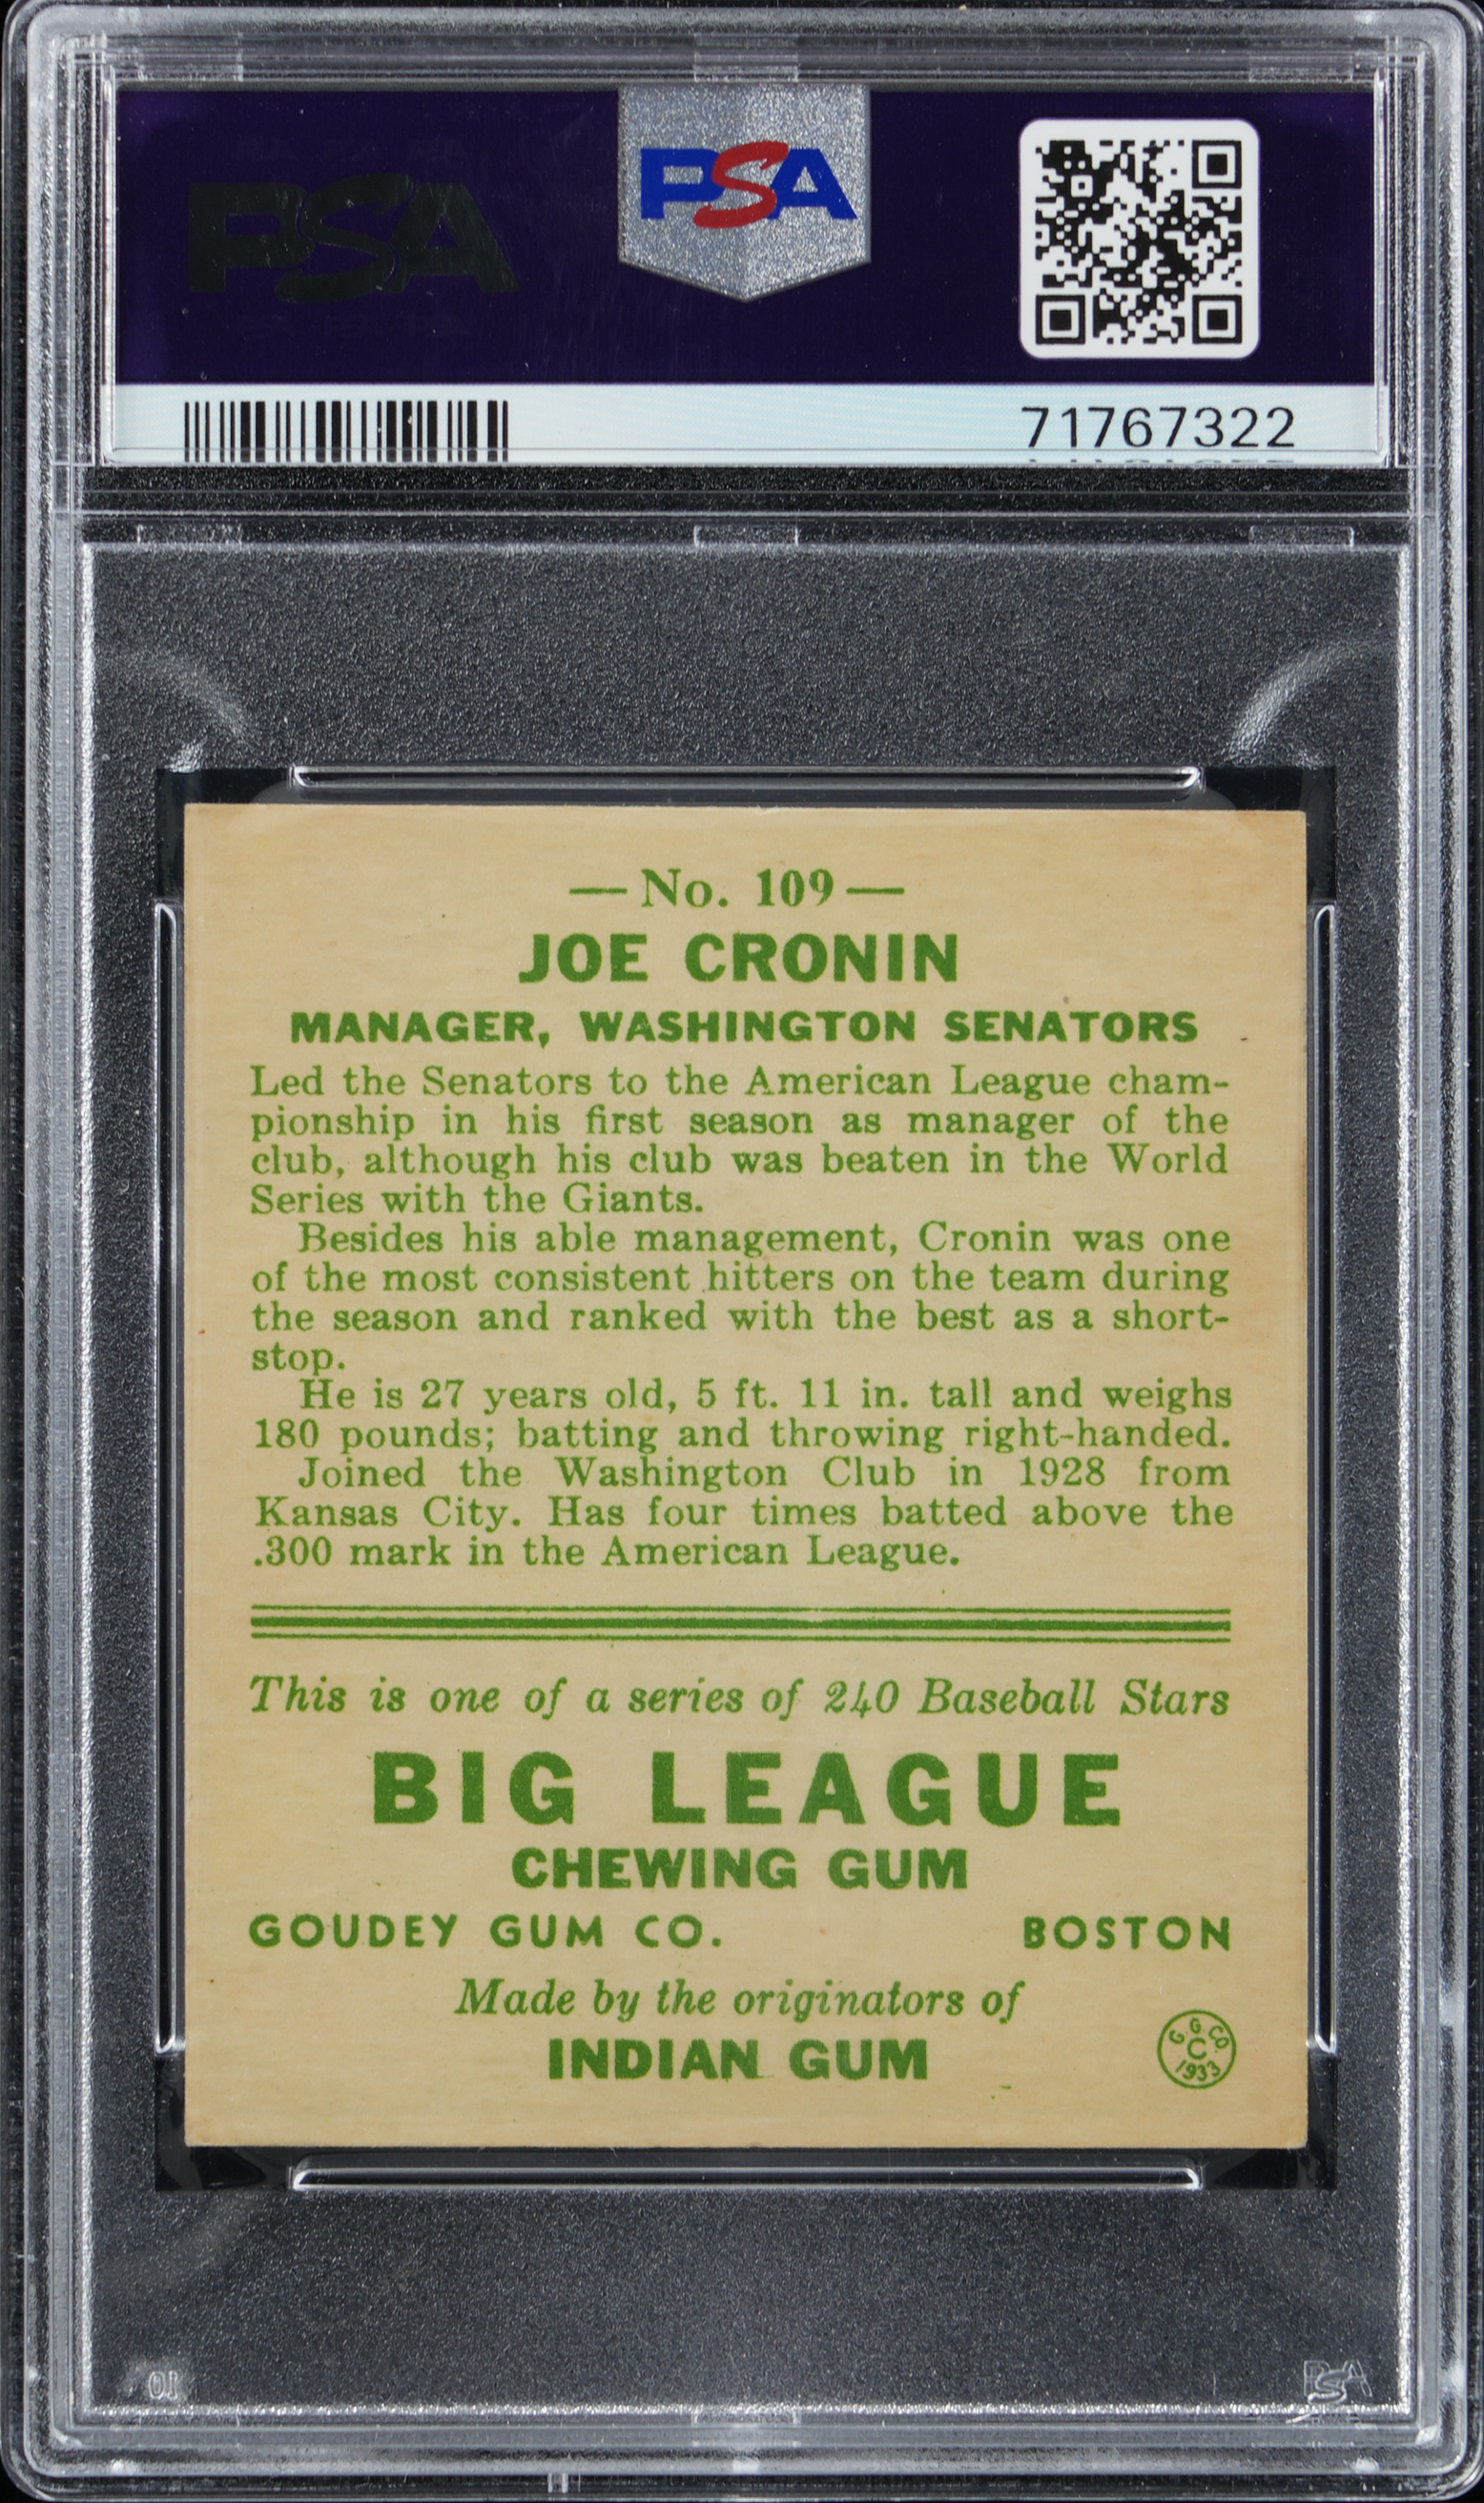 PSA
PSA
71767322
— No. 109 —
JOE CRONIN
MANAGER, WASHINGTON SENATORS
Led the Senators to the American League cham-
pionship in his first season as manager of the
club, although his club was beaten in the World
Series with the Giants.
Besides his able management, Cronin was one
of the most consistent hitters on the team during
the season and ranked with the best as a short-
stop.
He is 27 years old, 5 ft. 11 in. tall and weighs
180 pounds; batting and throwing right-handed.
Joined the Washington Club in 1928 from
Kansas City. Has four times batted above the
.300 mark in the American League.
This is one of a series of 240 Baseball Stars
BIG LEAGUE
CHEWING GUM
GOUDEY GUM CO. BOSTON
Made by the originators of
INDIAN GUM
G. G. CO.
C
1933
01
PSA